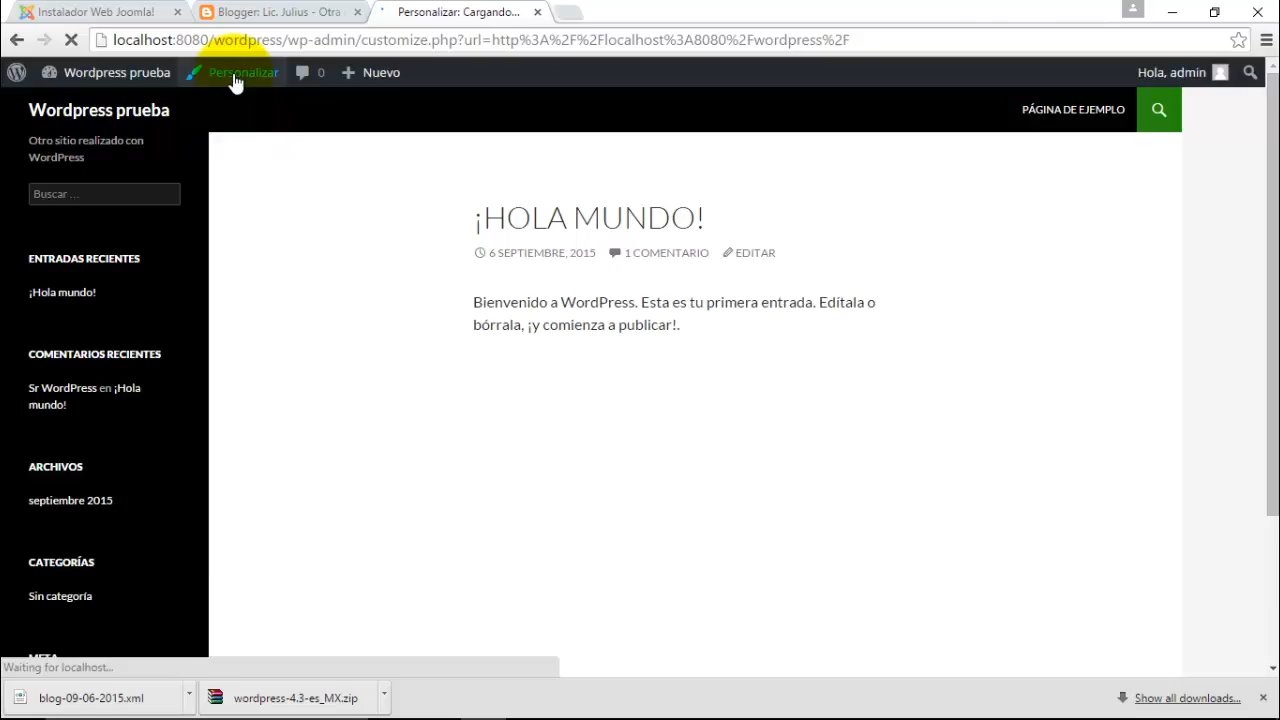 Instalador Web Joomla!
Blogger: Lic. Julius - Otra
Personalizar: Cargando...
localhost:8080/wordpress/wp-admin/customize.php?url=http%3A%2F%2Flocalhost%3A8080%2Fwordpress%2F
Wordpress prueba
Personalizar
0
Nuevo
Hola, admin
Wordpress prueba
PÁGINA DE EJEMPLO
Otro sitio realizado con
WordPress
Buscar ...
ENTRADAS RECIENTES
¡Hola mundo!
COMENTARIOS RECIENTES
Sr WordPress en ¡Hola
mundo!
ARCHIVOS
septiembre 2015
CATEGORÍAS
Sin categoría
META
¡HOLA MUNDO!
6 SEPTIEMBRE, 2015
1 COMENTARIO
EDITAR
Bienvenido a WordPress. Esta es tu primera entrada. Edítala o
bórrala, ¡y comienza a publicar!.
Waiting for localhost...
blog-09-06-2015.xml
wordpress-4.3-es_MX.zip
Show all downloads...